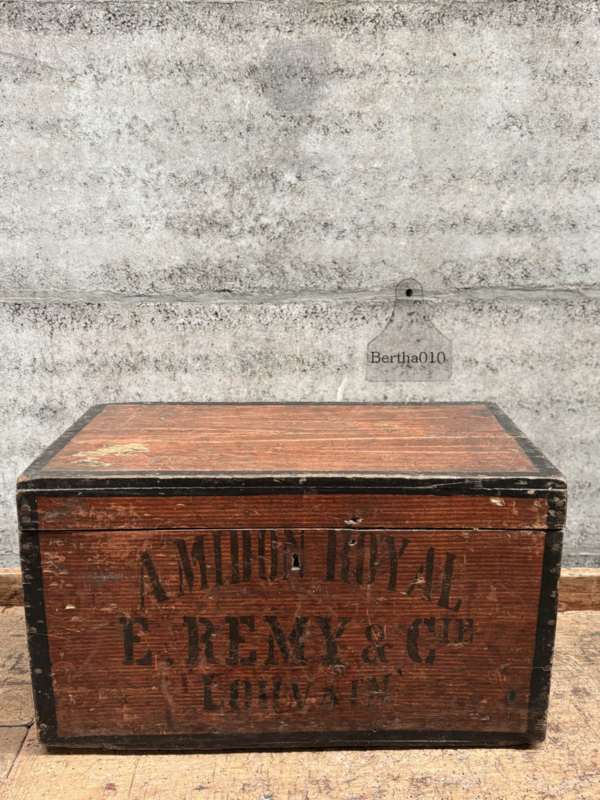 Bertha010
AMIDON ROYAL
E. REMY & CIE
LOUVAIN